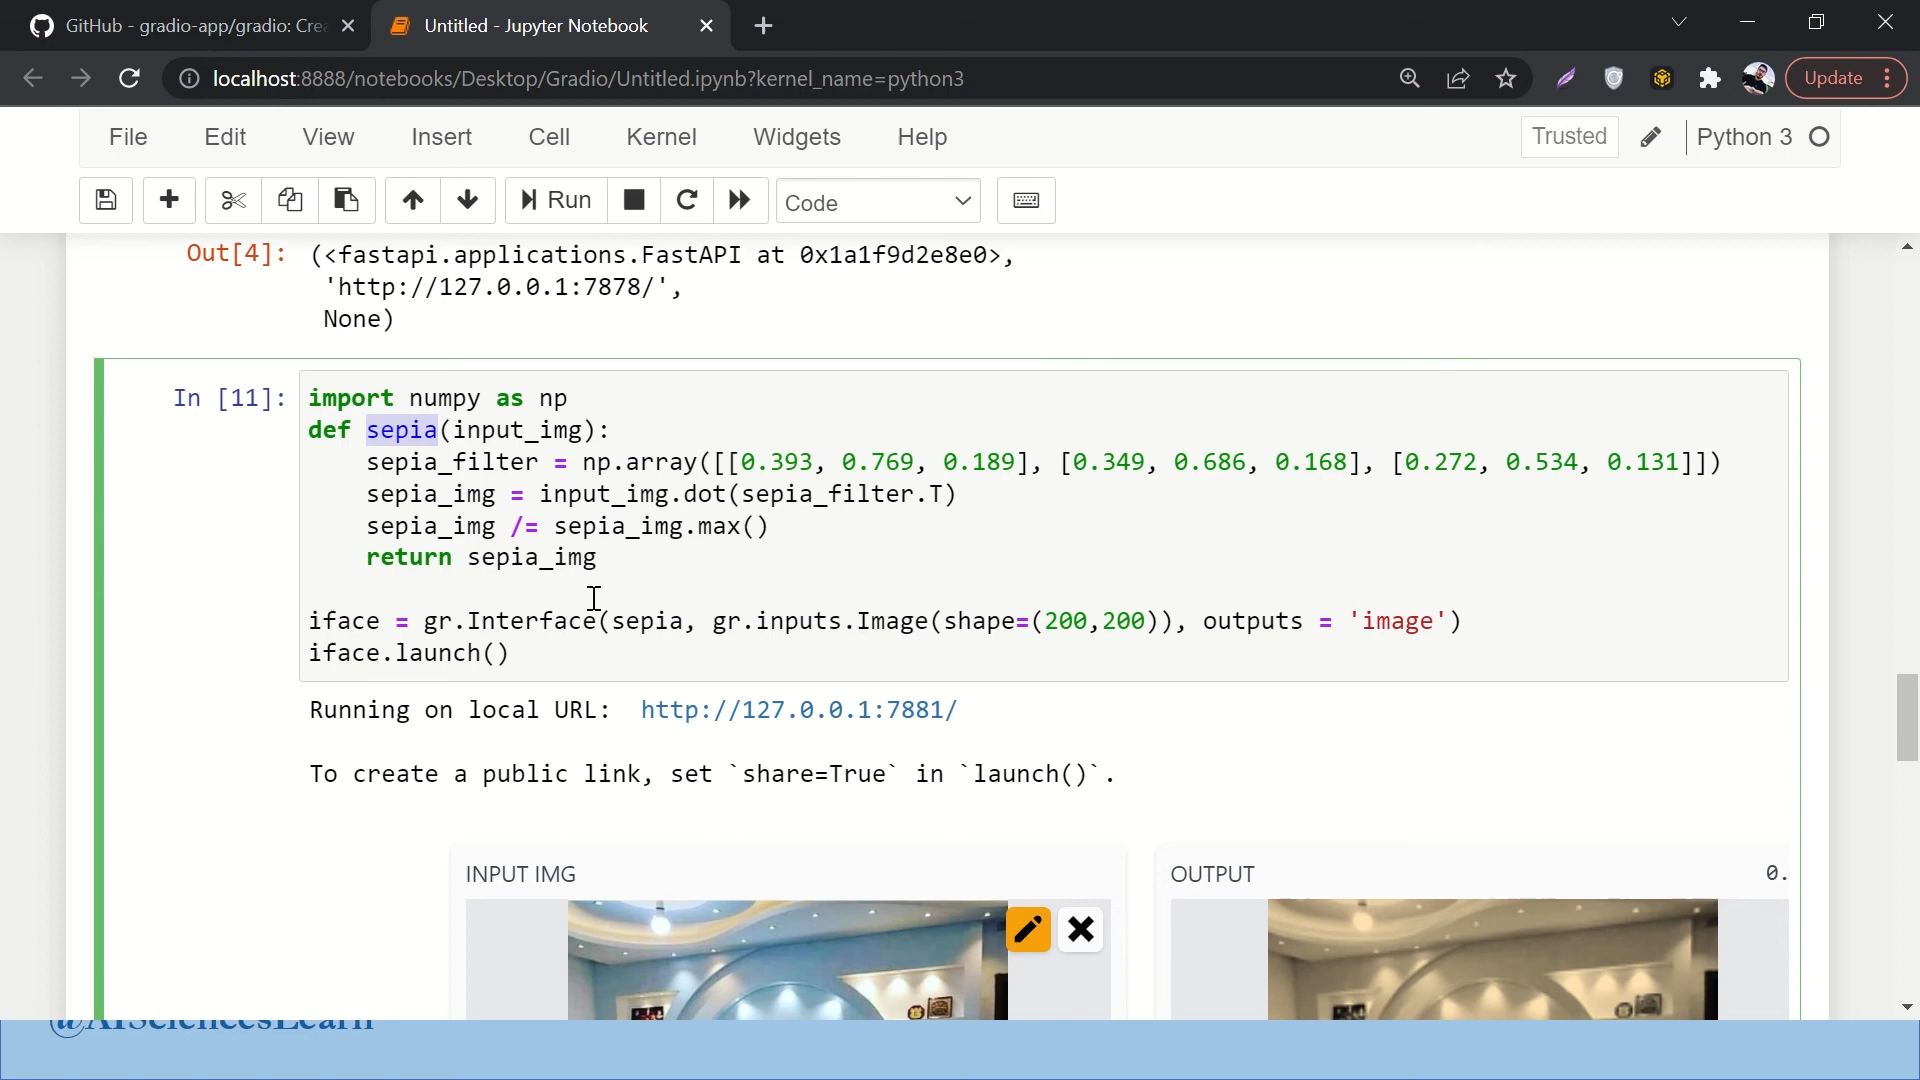 GitHub - gradio-app/gradio: Cre
Untitled - Jupyter Notebook
localhost:8888/notebooks/Desktop/Gradio/Untitled.ipynb?kernel_name=python3
Update
File Edit View Insert Cell Kernel Widgets Help
Trusted
Python 3
Run
Code
Out[4]: (<fastapi.applications.FastAPI at 0x1a1f9d2e8e0>,
'http://127.0.0.1:7878/',
None)
In [11]: import numpy as np
def sepia(input_img):
sepia_filter = np.array([[0.393, 0.769, 0.189], [0.349, 0.686, 0.168], [0.272, 0.534, 0.131]])
sepia_img = input_img.dot(sepia_filter.T)
sepia_img /= sepia_img.max()
return sepia_img
iface = gr.Interface(sepia, gr.inputs.Image(shape=(200,200)), outputs = 'image')
iface.launch()
Running on local URL: http://127.0.0.1:7881/
To create a public link, set `share=True` in `launch()`.
INPUT IMG
OUTPUT
0.
@AISciencesLearn